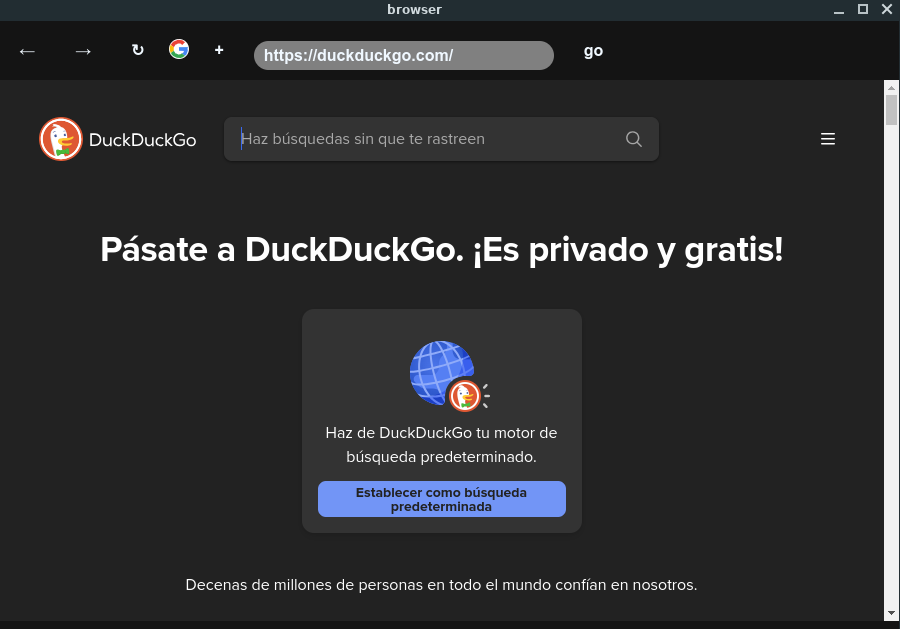 browser
← → ↻ G + https://duckduckgo.com/ go
DuckDuckGo
Haz búsquedas sin que te rastreen
Pásate a DuckDuckGo. ¡Es privado y gratis!
Haz de DuckDuckGo tu motor de
búsqueda predeterminado.
Establecer como búsqueda
predeterminada
Decenas de millones de personas en todo el mundo confían en nosotros.